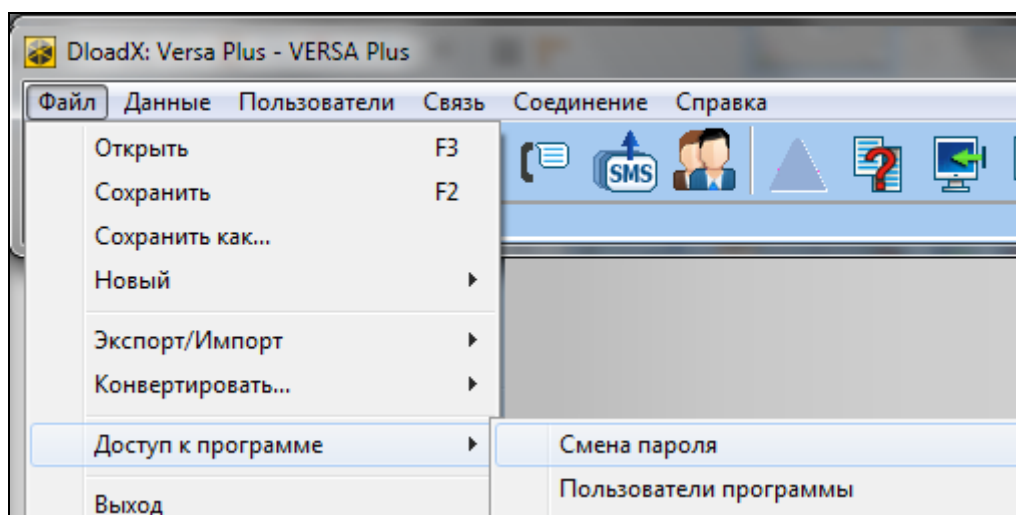 DloadX: Versa Plus - VERSA Plus
Файл Данные Пользователи Связь Соединение Справка
Открыть F3
Сохранить F2
Сохранить как...
Новый
Экспорт/Импорт
Конвертировать...
Доступ к программе
Смена пароля
Пользователи программы
Выход
SMS